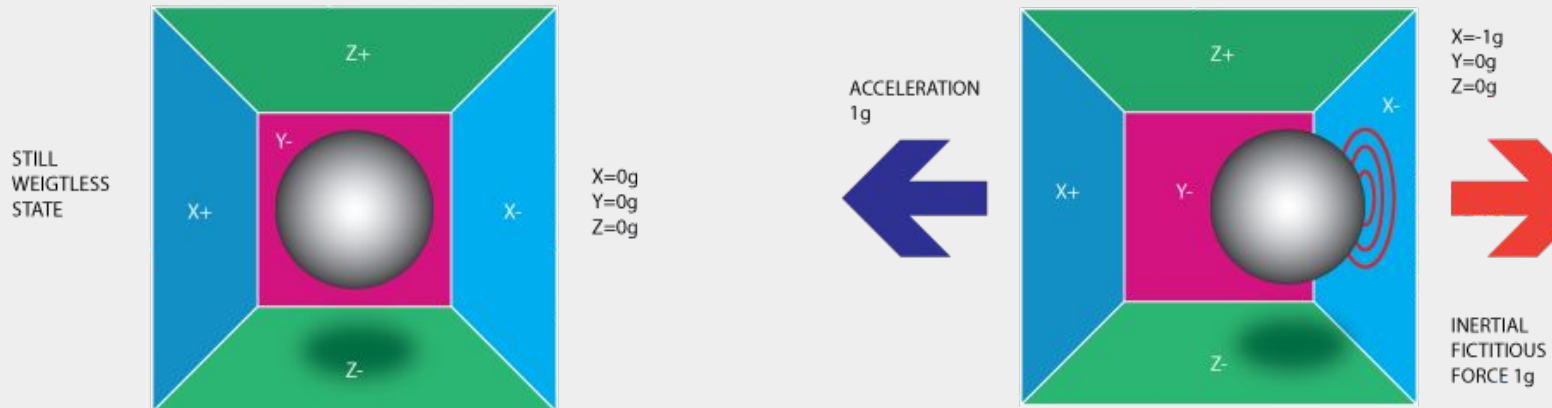 STILL
WEIGTLESS
STATE
Z+
Y-
X+
X-
Z-
X=0g
Y=0g
Z=0g
ACCELERATION
1g
Z+
X-
X+
Y-
Z-
X=-1g
Y=0g
Z=0g
INERTIAL
FICTITIOUS
FORCE 1g